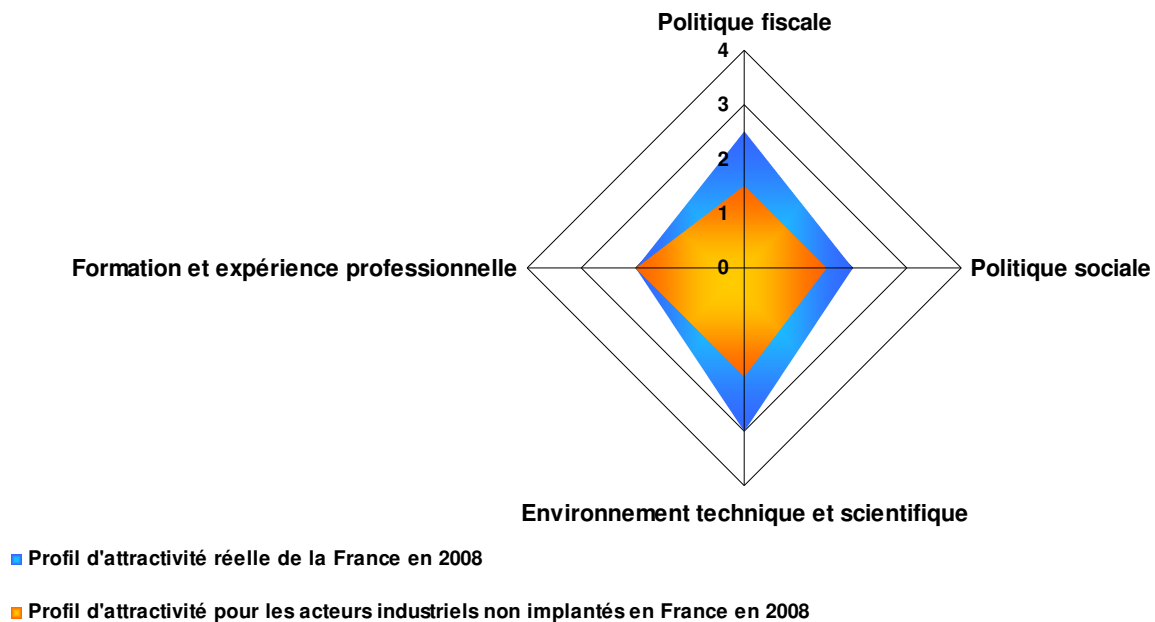 Politique fiscale
4
3
2
1
Formation et expérience professionnelle 0 Politique sociale
Environnement technique et scientifique
Profil d'attractivité réelle de la France en 2008
Profil d'attractivité pour les acteurs industriels non implantés en France en 2008